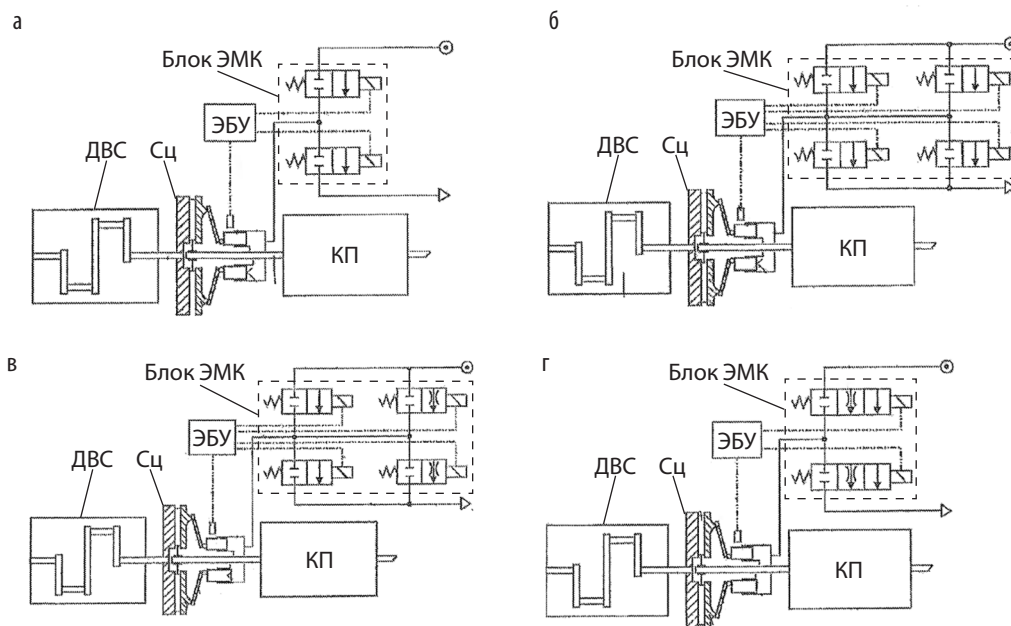 а
Блок ЭМК
ЭБУ
ДВС
Сц
КП
б
Блок ЭМК
ЭБУ
ДВС
Сц
КП
в
Блок ЭМК
ЭБУ
ДВС
Сц
КП
г
Блок ЭМК
ЭБУ
ДВС
Сц
КП